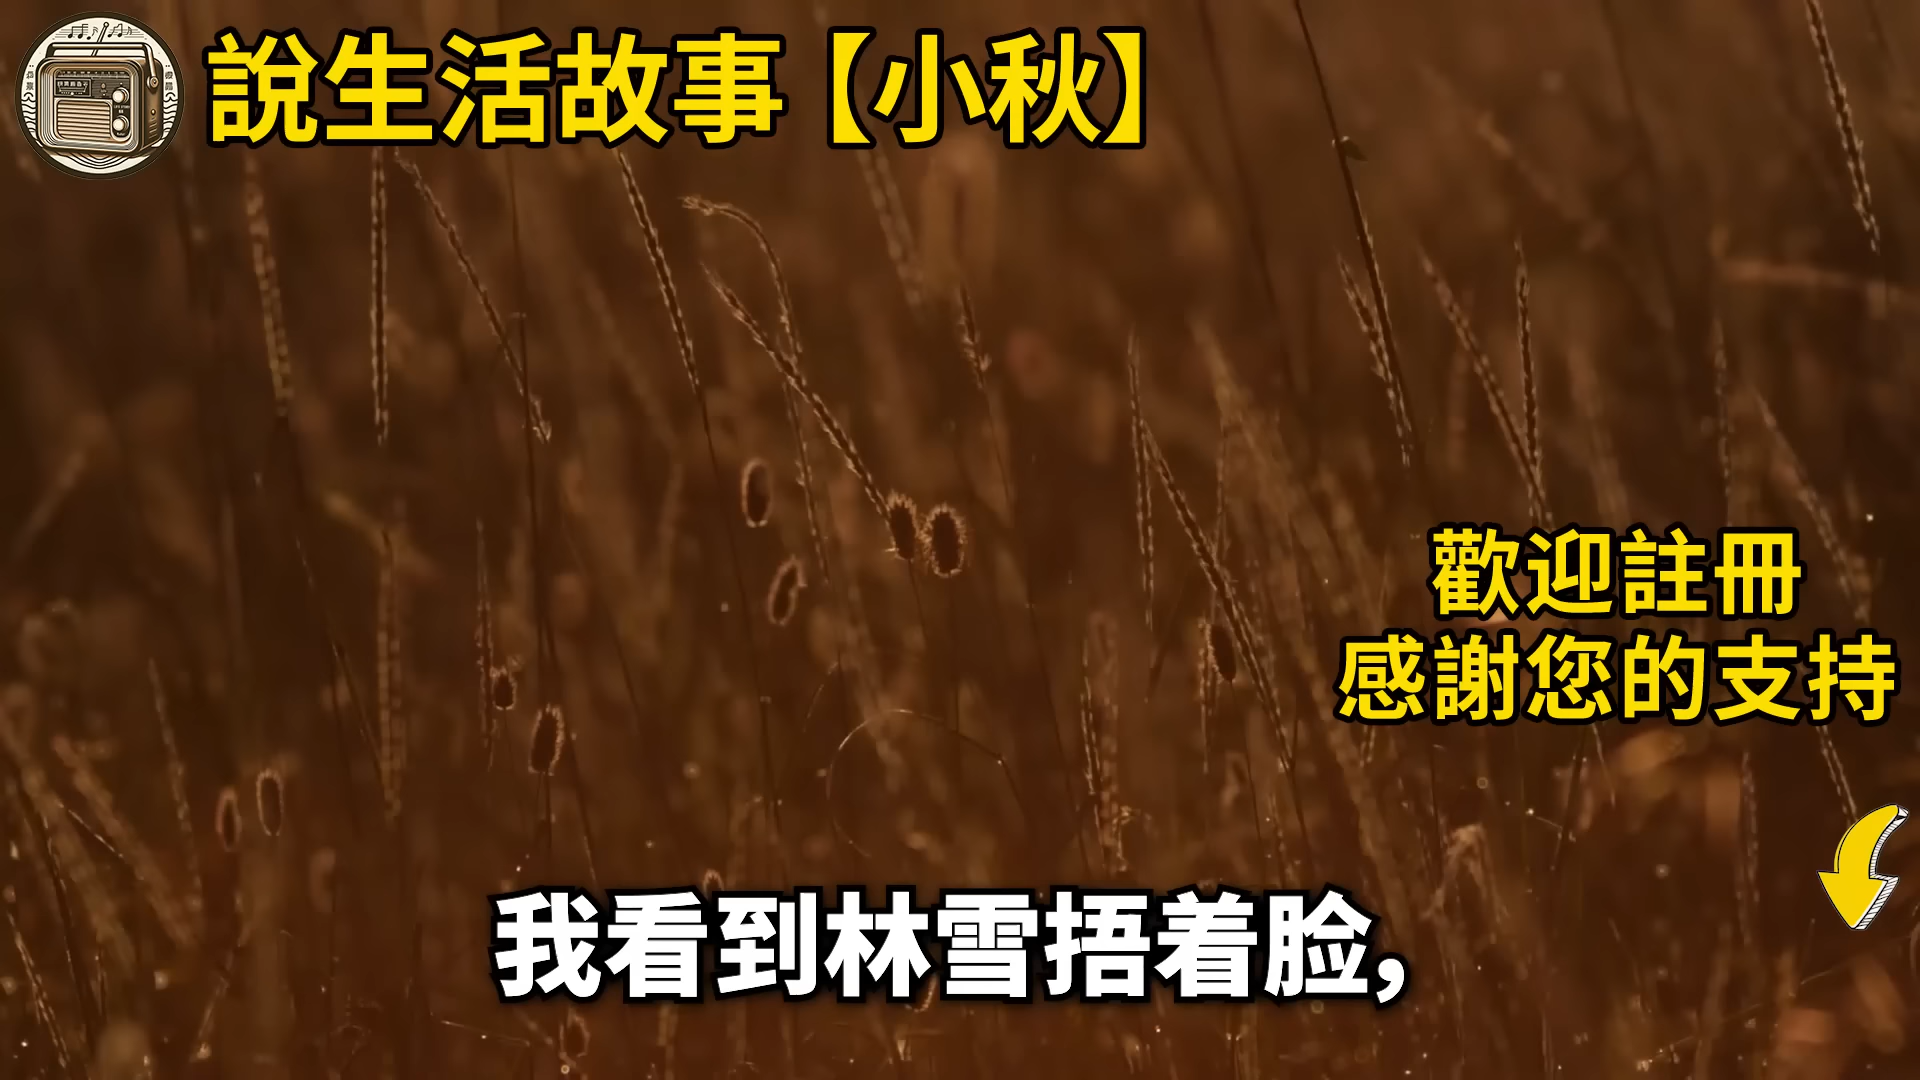 說生活故事【小秋】
歡迎註冊
感謝您的支持
我看到林雪捂着脸,